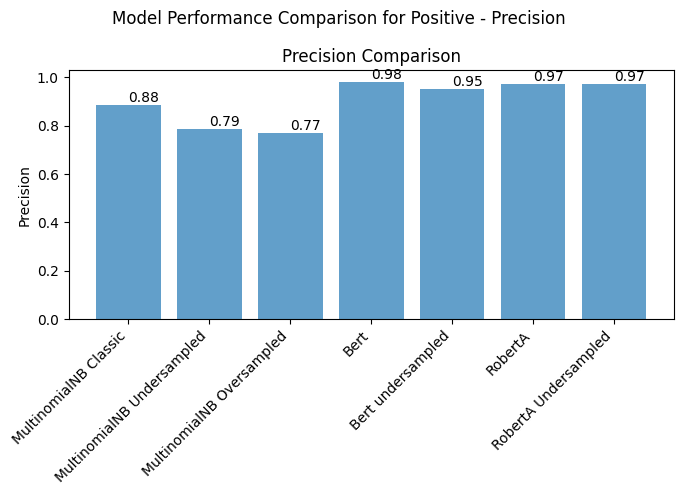 Model Performance Comparison for Positive - Precision
Precision Comparison
Precision
1.0
0.8
0.6
0.4
0.2
0.0
0.88
0.79
0.77
0.98
0.95
0.97
0.97
MultinomialNB Classic
MultinomialNB Undersampled
MultinomialNB Oversampled
Bert
Bert undersampled
RobertA
RobertA Undersampled